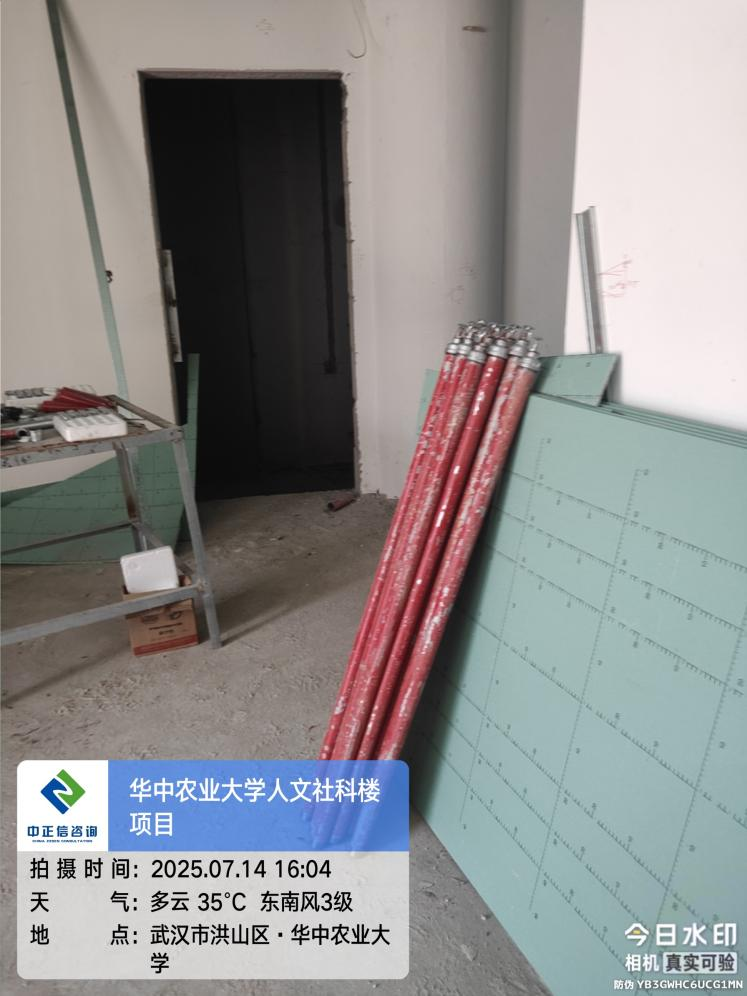 华中农业大学人文社科楼
项目
中正信咨询
CHINA ZOSEN CONSULTATION
拍摄时间：2025.07.14 16:04
天气：多云 35℃ 东南风3级
地点：武汉市洪山区·华中农业大
学
今日水印
相机 真实可验
防伪 YB3GWHC6UCG1MN